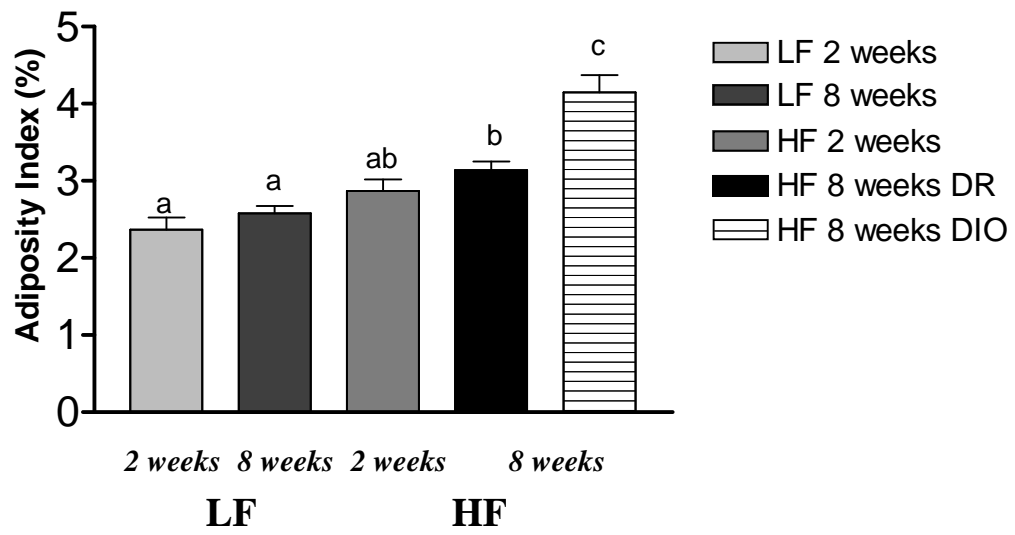 Adiposity Index (%)
5
4
3
2
1
0
a
a
ab
b
c
2 weeks 8 weeks 2 weeks 8 weeks
LF HF
LF 2 weeks
LF 8 weeks
HF 2 weeks
HF 8 weeks DR
HF 8 weeks DIO